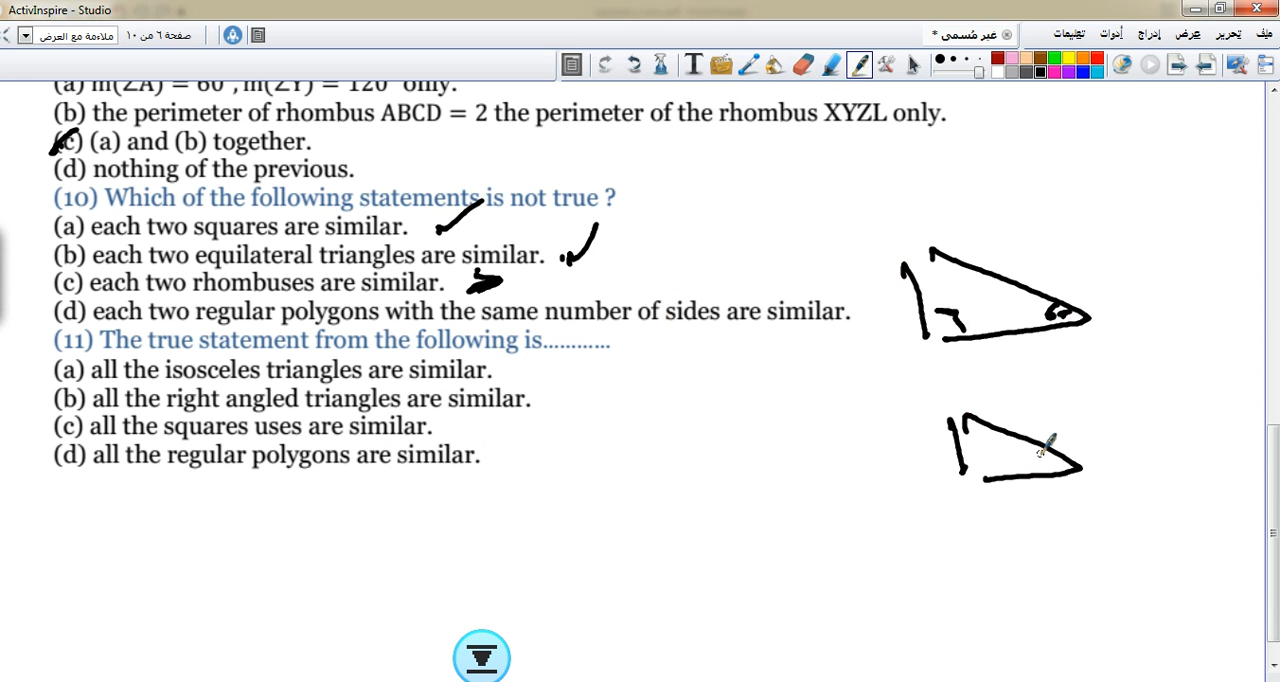 ActivInspire - Studio
صفحة ٦ من ١٠
ملاءمة مع العرض
غير مُسمى *
ملف تحرير عرض إدراج أدوات تعليمات
(a) m(∠A) = 60°, m(∠Y) = 120° only.
(b) the perimeter of rhombus ABCD = 2 the perimeter of the rhombus XYZL only.
(c) (a) and (b) together.
(d) nothing of the previous.
(10) Which of the following statements is not true ?
(a) each two squares are similar.
(b) each two equilateral triangles are similar.
(c) each two rhombuses are similar.
(d) each two regular polygons with the same number of sides are similar.
(11) The true statement from the following is............
(a) all the isosceles triangles are similar.
(b) all the right angled triangles are similar.
(c) all the squares uses are similar.
(d) all the regular polygons are similar.